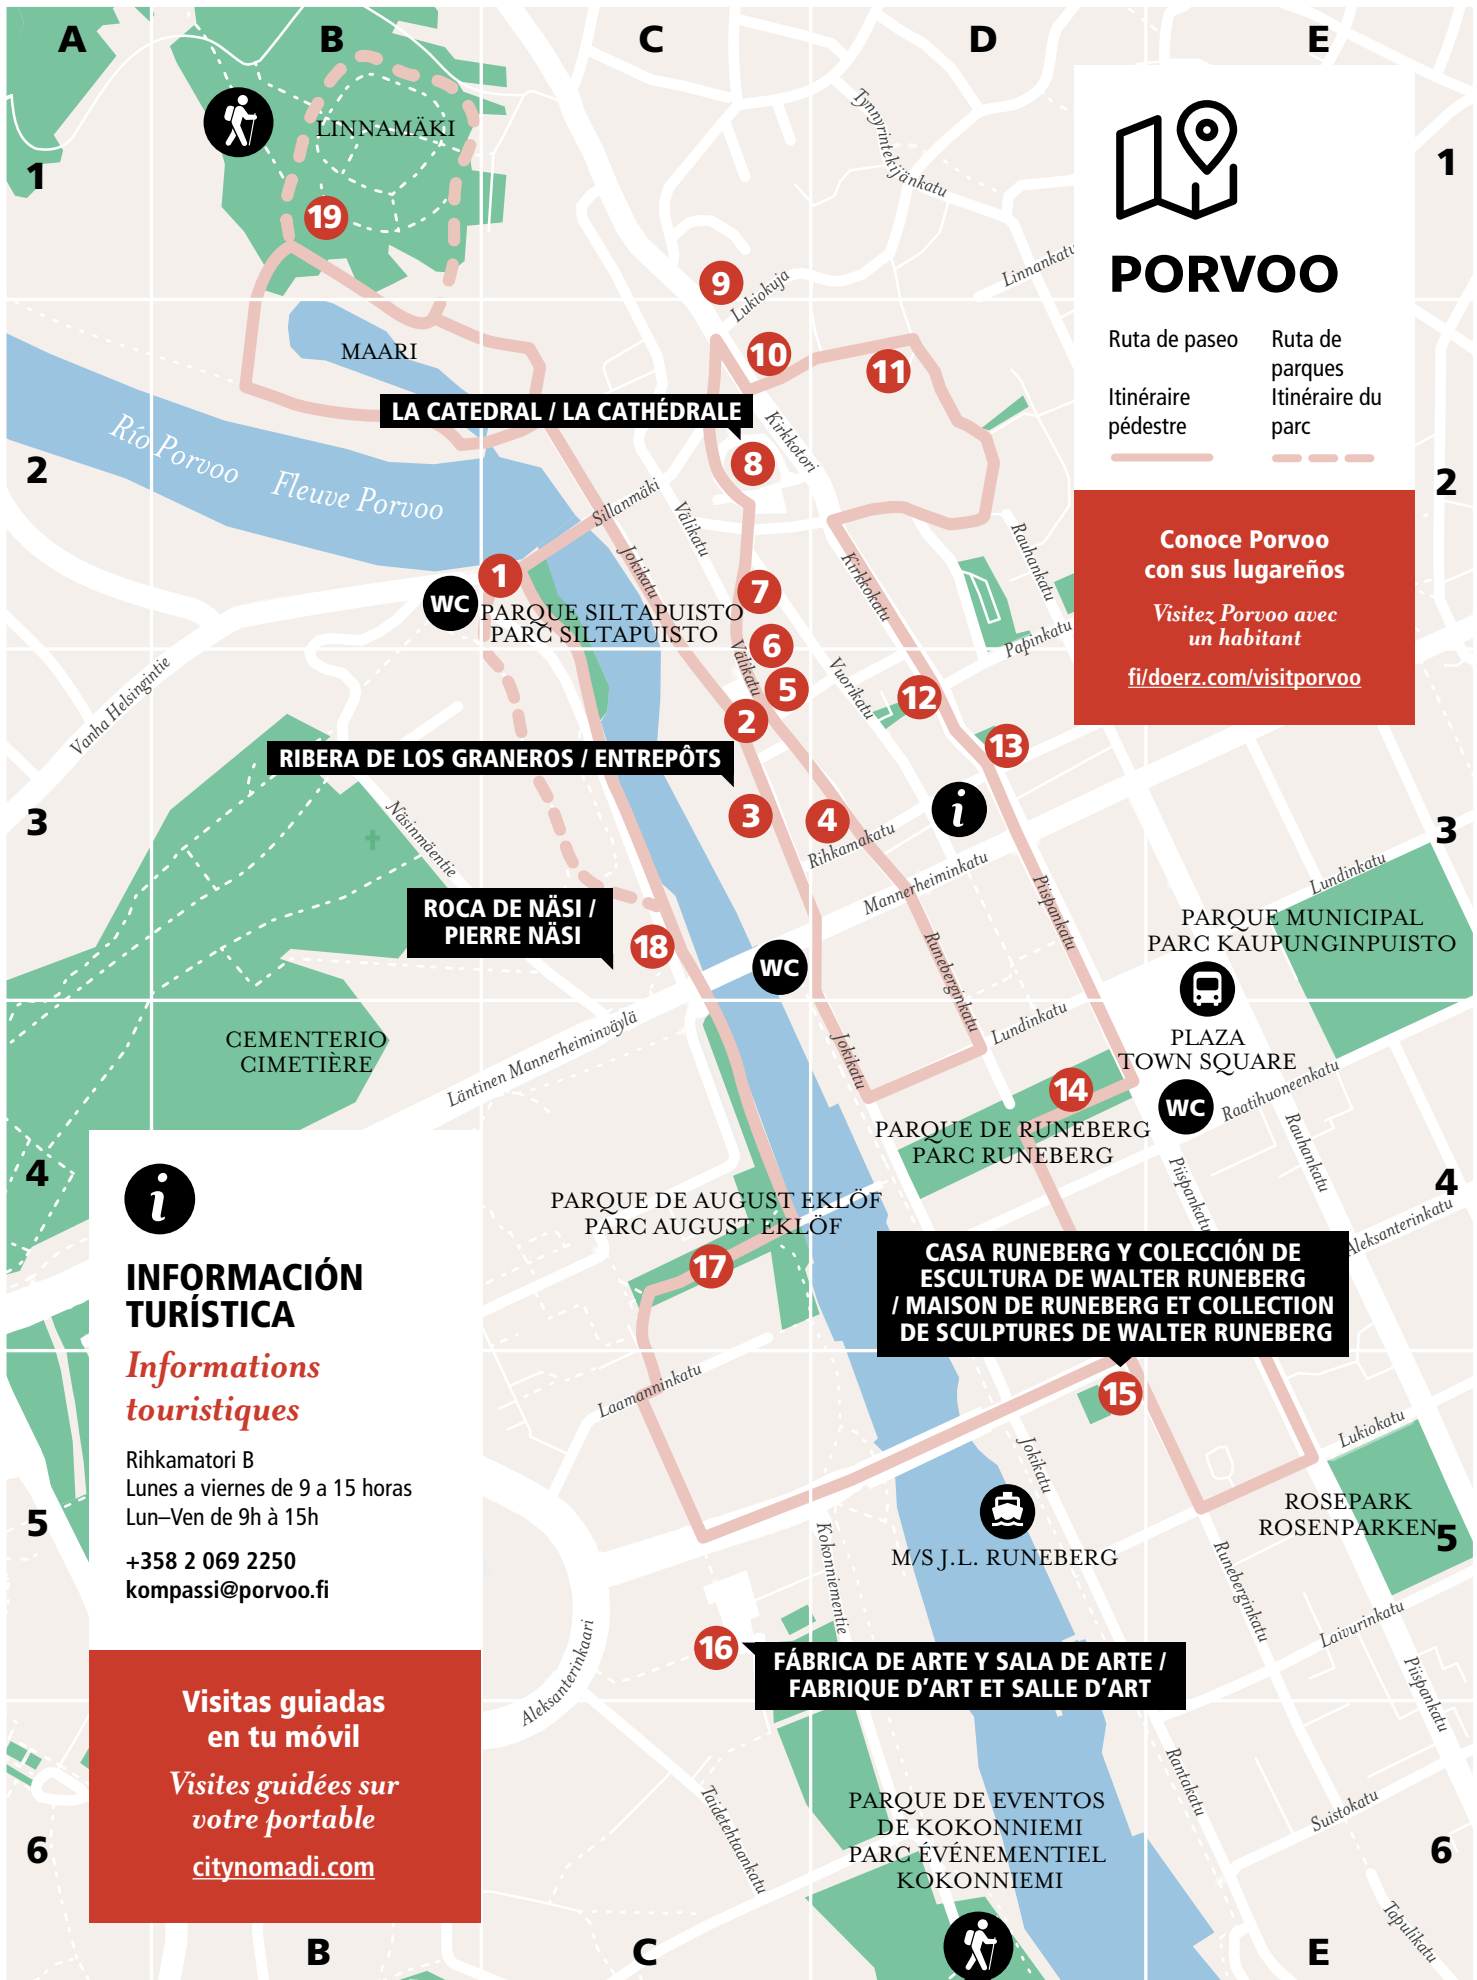 A
B
C
D
E
1
1
LINNAMÄKI
19
Tynnyrintekijänkatu
Linnankatu
9
Lukiokuja
PORVOO
Ruta de paseo
Itinéraire
pédestre
Ruta de
parques
Itinéraire du
parc
MAARI
10
11
LA CATEDRAL / LA CATHÉDRALE
Kirkkotori
8
2
2
Río Porvoo
Fleuve Porvoo
Sillanmäki
Välikatu
Jokikatu
Kirkkokatu
Rauhankatu
Papinkatu
Conoce Porvoo
con sus lugareños
Visitez Porvoo avec
un habitant
fi/doerz.com/visitporvoo
1
WC
PARQUE SILTAPUISTO
PARC SILTAPUISTO
7
6
Välikatu
5
2
Vuorikatu
12
13
Vanha Helsingintie
RIBERA DE LOS GRANEROS / ENTREPÔTS
3
3
3
4
i
Näsinmäentie
Rihkamakatu
Mannerheiminkatu
Piispankatu
Lundinkatu
ROCA DE NÄSI /
PIERRE NÄSI
18
WC
Runeberginkatu
PARQUE MUNICIPAL
PARC KAUPUNGINPUISTO
CEMENTERIO
CIMETIÈRE
Läntinen Mannerheiminväylä
Jokikatu
Lundinkatu
PLAZA
TOWN SQUARE
WC
Raatihuoneenkatu
Rauhankatu
14
PARQUE DE RUNEBERG
PARC RUNEBERG
Piispankatu
4
4
Aleksanterinkatu
PARQUE DE AUGUST EKLÖF
PARC AUGUST EKLÖF
17
CASA RUNEBERG Y COLECCIÓN DE
ESCULTURA DE WALTER RUNEBERG
/ MAISON DE RUNEBERG ET COLLECTION
DE SCULPTURES DE WALTER RUNEBERG
15
i
INFORMACIÓN
TURÍSTICA
Informations
touristiques
Rihkamatori B
Lunes a viernes de 9 a 15 horas
Lun–Ven de 9h à 15h
+358 2 069 2250
kompassi@porvoo.fi
Laamanninkatu
Jokikatu
Lukiokatu
5
5
ROSEPARK
ROSENPARKEN
M/S J.L. RUNEBERG
Kokonniementie
Runeberginkatu
Laivurinkatu
Piispankatu
16
FÁBRICA DE ARTE Y SALA DE ARTE /
FABRIQUE D'ART ET SALLE D'ART
Aleksanterinkaari
Visitas guiadas
en tu móvil
Visites guidées sur
votre portable
citynomadi.com
Taidetehtaankatu
Rantakatu
Suistokatu
PARQUE DE EVENTOS
DE KOKONNIEMI
PARC ÉVÉNEMENTIEL
KOKONNIEMI
6
6
Tapulikatu
B
C
E